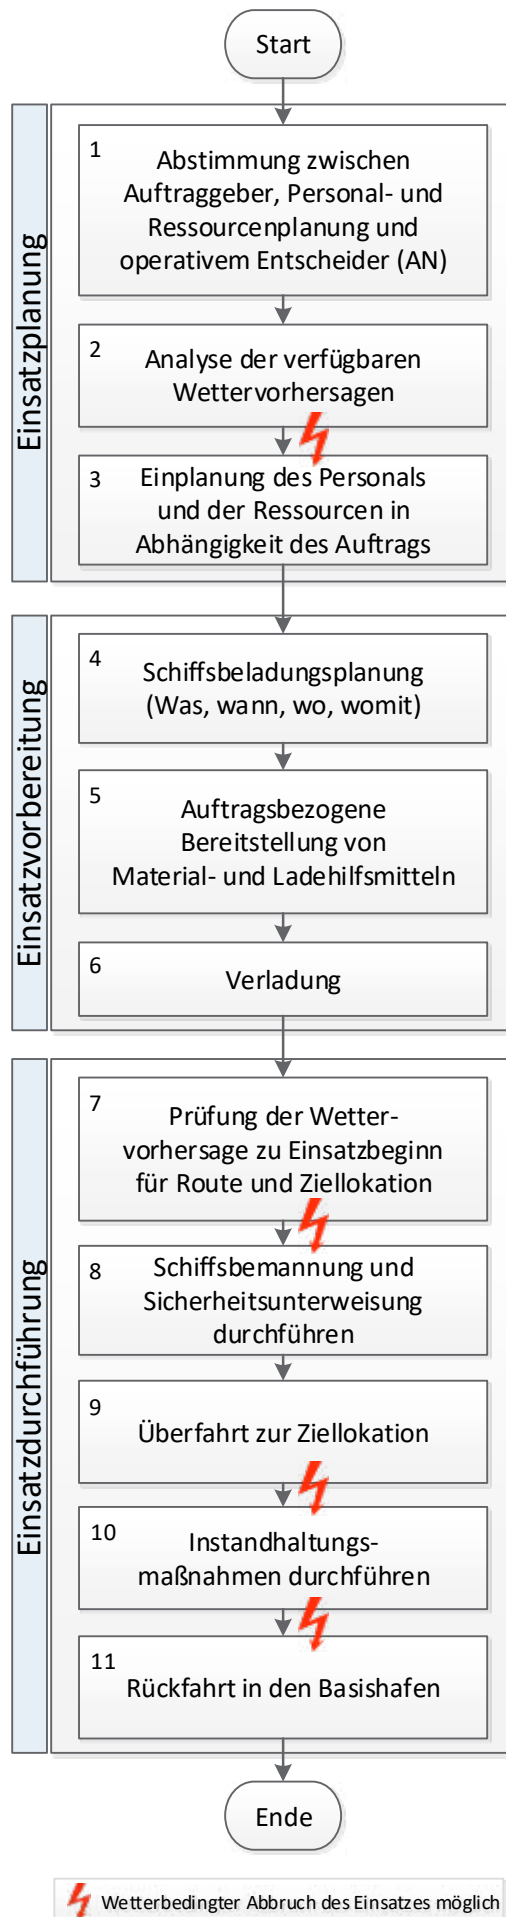 Start
Einsatzplanung
1
Abstimmung zwischen
Auftraggeber, Personal- und
Ressourcenplanung und
operativem Entscheider (AN)
2
Analyse der verfügbaren
Wettervorhersagen
3
Einplanung des Personals
und der Ressourcen in
Abhängigkeit des Auftrags
Einsatzvorbereitung
4
Schiffsbeladungsplanung
(Was, wann, wo, womit)
5
Auftragsbezogene
Bereitstellung von
Material- und Ladehilfsmitteln
6
Verladung
Einsatzdurchführung
7
Prüfung der Wetter-
vorhersage zu Einsatzbeginn
für Route und Ziellokation
8
Schiffsbemannung und
Sicherheitsunterweisung
durchführen
9
Überfahrt zur Ziellokation
10
Instandhaltungs-
maßnahmen durchführen
11
Rückfahrt in den Basishafen
Ende
Wetterbedingter Abbruch des Einsatzes möglich